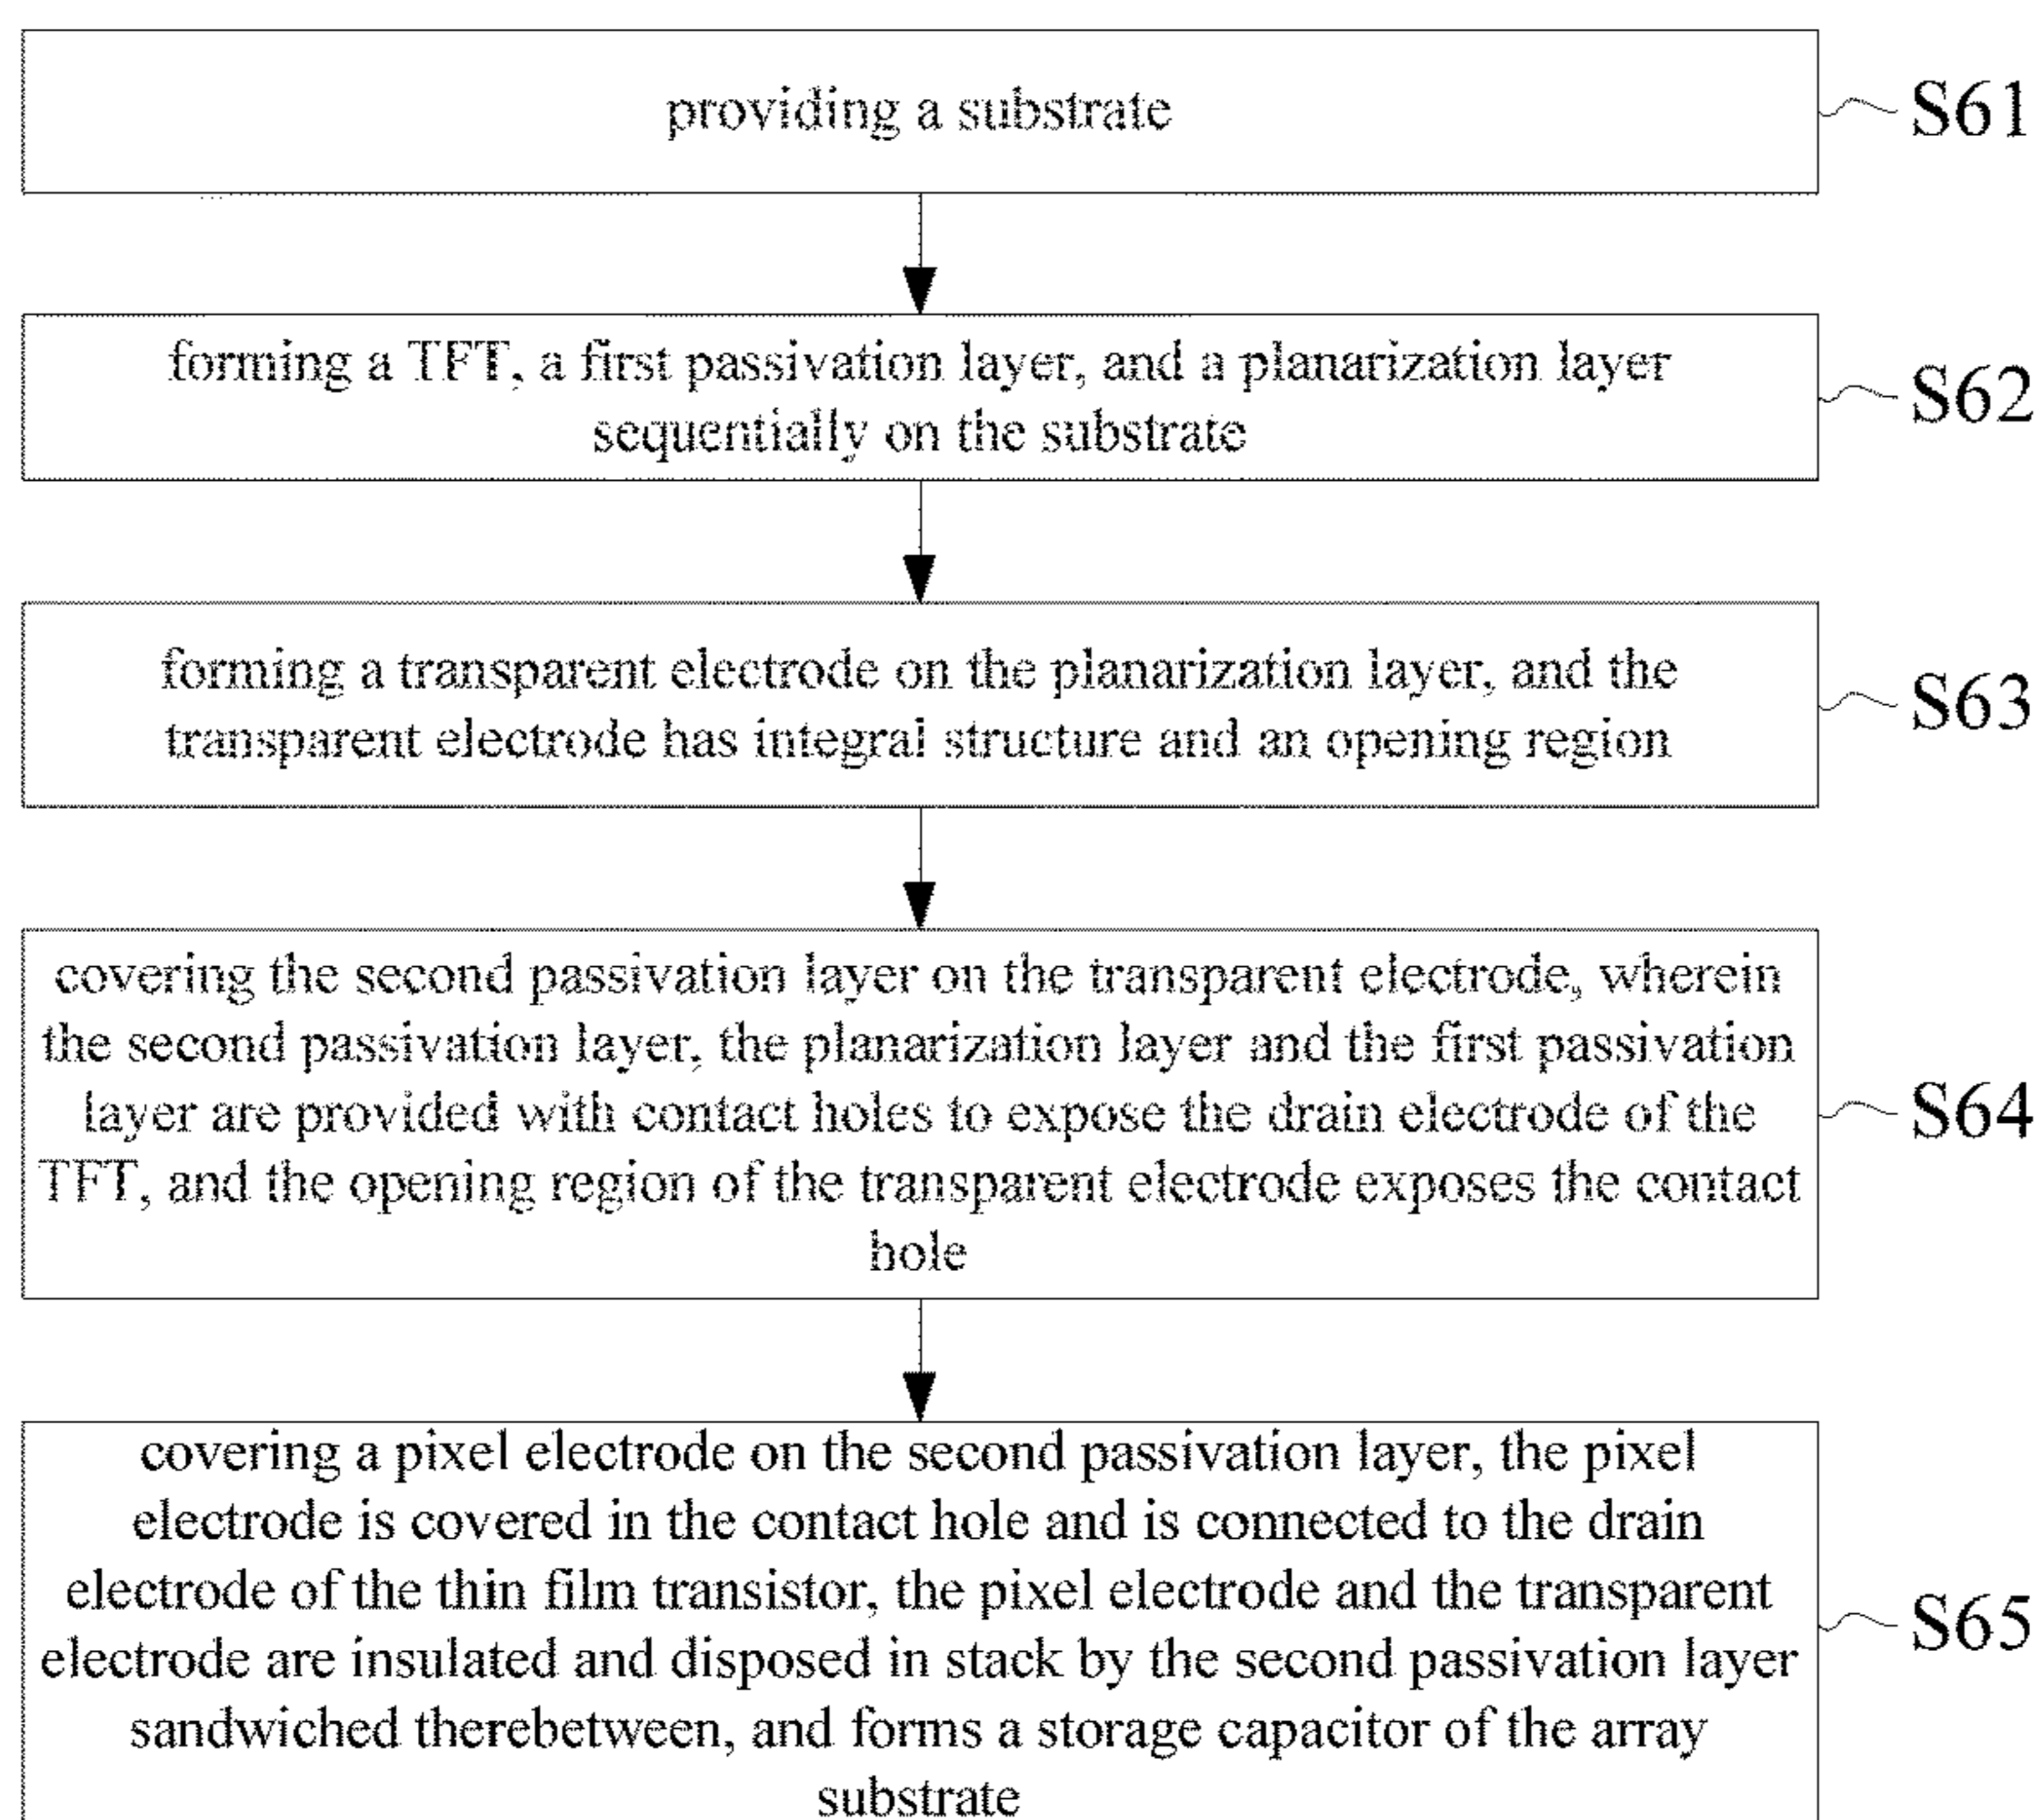 providing a substrate
S61
forming a TFT, a first passivation layer, and a planarization layer
sequentially on the substrate
S62
forming a transparent electrode on the planarization layer, and the
transparent electrode has integral structure and an opening region
S63
covering the second passivation layer on the transparent electrode, wherein
the second passivation layer, the planarization layer and the first passivation
layer are provided with contact holes to expose the drain electrode of the
TFT, and the opening region of the transparent electrode exposes the contact
hole
S64
covering a pixel electrode on the second passivation layer, the pixel
electrode is covered in the contact hole and is connected to the drain
electrode of the thin film transistor, the pixel electrode and the transparent
electrode are insulated and disposed in stack by the second passivation layer
sandwiched therebetween, and forms a storage capacitor of the array
substrate
S65